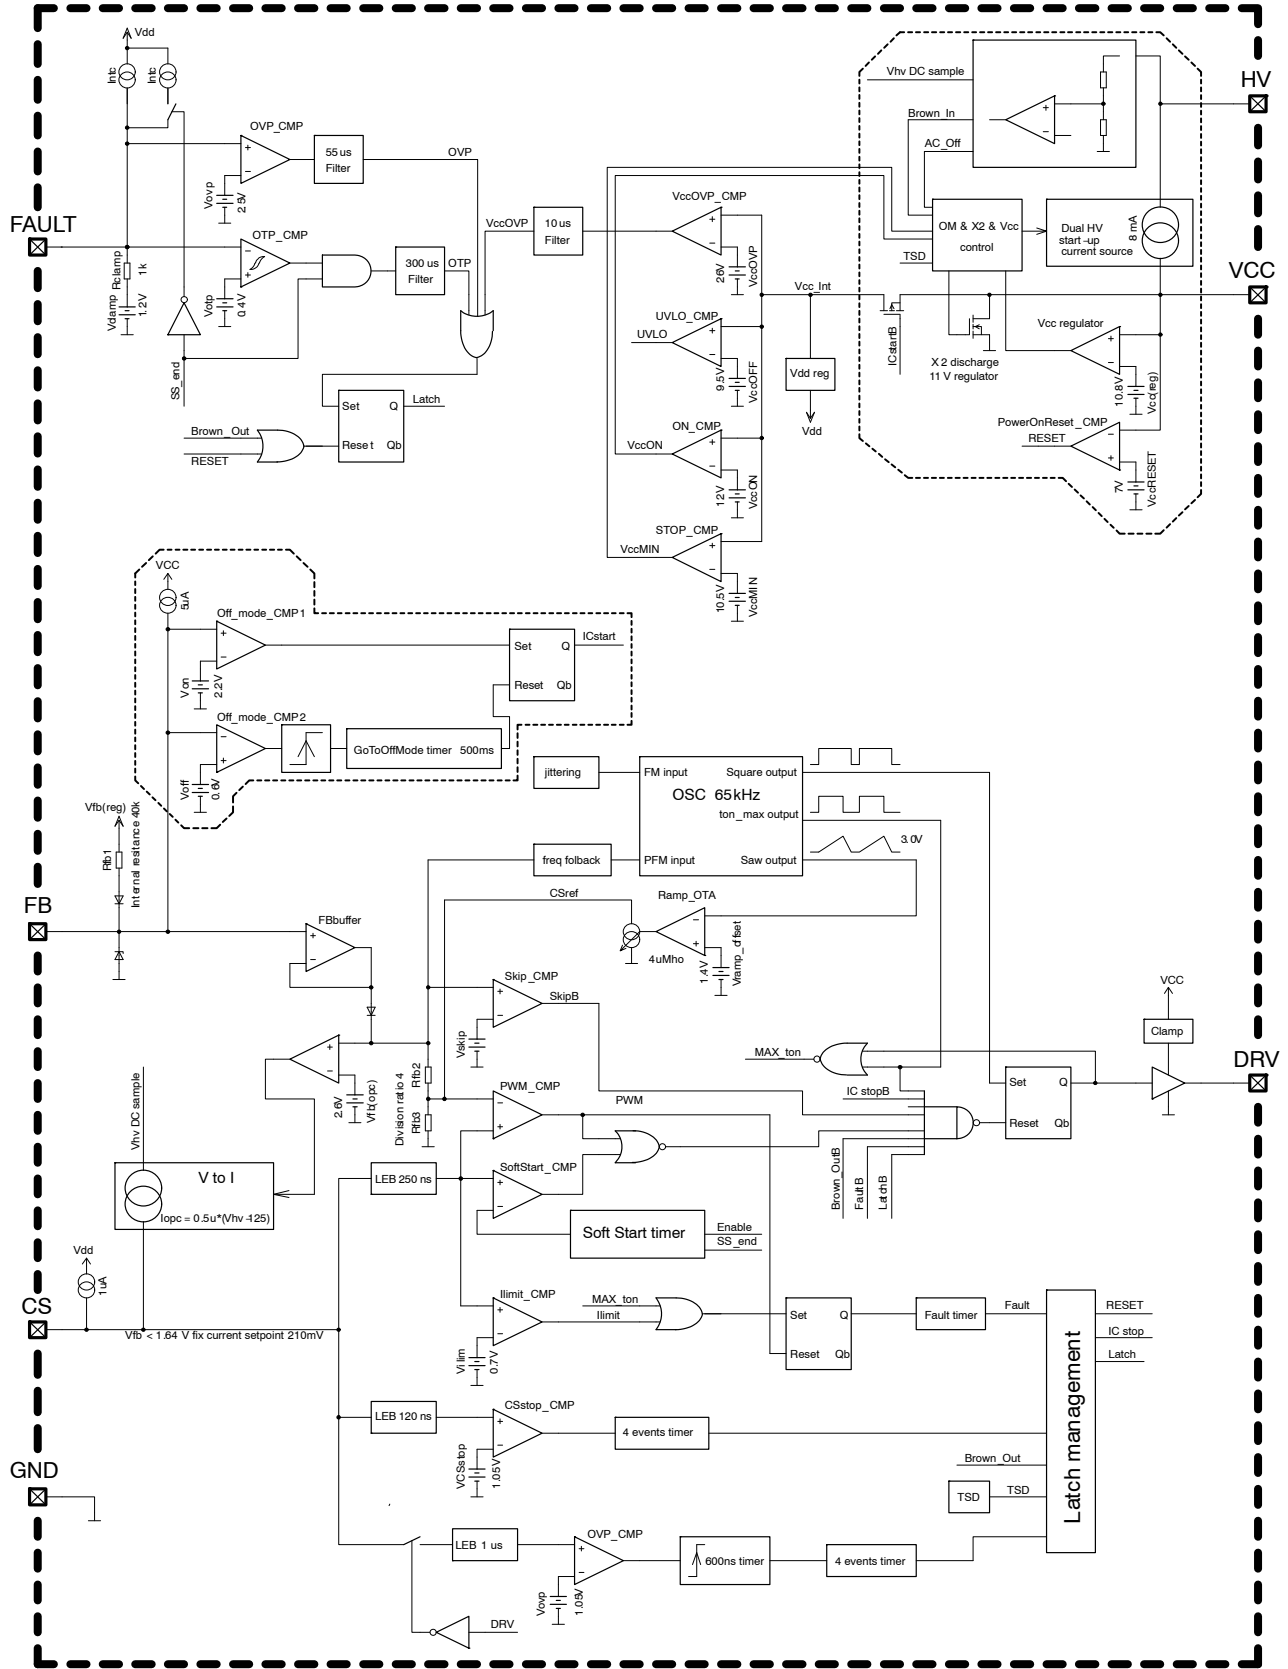 Vdd
Intc
Intc
FAULT
OVP_CMP
55 us
Filter
OVP
Vovp
2.5V
OTP_CMP
300 us
Filter
OTP
Votp
0.4V
Rclamp
1k
Vclamp
1.2V
SS_end
Set
Q
Latch
Reset
Qb
Brown_Out
RESET
VccOVP
10 us
Filter
VccOVP_CMP
26V
VccOVP
Vcc_Int
UVLO_CMP
UVLO
9.5V
VccOFF
Vdd reg
Vdd
ON_CMP
VccON
12V
VccON
STOP_CMP
VccMIN
10.5V
VccMIN
HV
Vhv DC sample
Brown_In
AC_Off
OM & X2 & Vcc
control
TSD
Dual HV
start-up
current source
8 mA
VCC
ICstartB
X2 discharge
11 V regulator
Vcc regulator
10.8V
Vcc(reg)
PowerOnReset_CMP
RESET
7V
VccRESET
VCC
5uA
Off_mode_CMP1
Von
2.2V
Set
Q
ICstart
Reset
Qb
Off_mode_CMP2
Voff
0.6V
GoToOffMode timer 500ms
Vfb(reg)
Rfb1
Internal resitance 40k
FB
FBbuffer
jittering
FM input
Square output
OSC 65kHz
ton_max output
freq folback
PFM input
Saw output
3.0V
CSref
Ramp_OTA
4uMho
1.4V
Vramp_offset
Skip_CMP
SkipB
Vskip
2.6V
Vfb(opc)
Division ratio 4
Rfb2
Rfb3
PWM_CMP
PWM
MAX_ton
IC stopB
Brown_OutB
FaultB
LatchB
Set
Q
Reset
Qb
VCC
Clamp
DRV
Vhv DC sample
V to I
Iopc = 0.5u*(Vhv-125)
LEB 250 ns
SoftStart_CMP
Soft Start timer
Enable
SS_end
Vdd
1uA
CS
Vfb < 1.64 V fix current setpoint 210mV
Ilimit_CMP
Vilim
0.7V
MAX_ton
Ilimit
Set
Q
Reset
Qb
Fault timer
Fault
RESET
IC stop
Latch
Latch management
LEB 120 ns
CSstop_CMP
VCSstop
1.05V
4 events timer
Brown_Out
TSD
TSD
GND
LEB 1 us
OVP_CMP
Vovp
1.05V
600ns timer
4 events timer
DRV